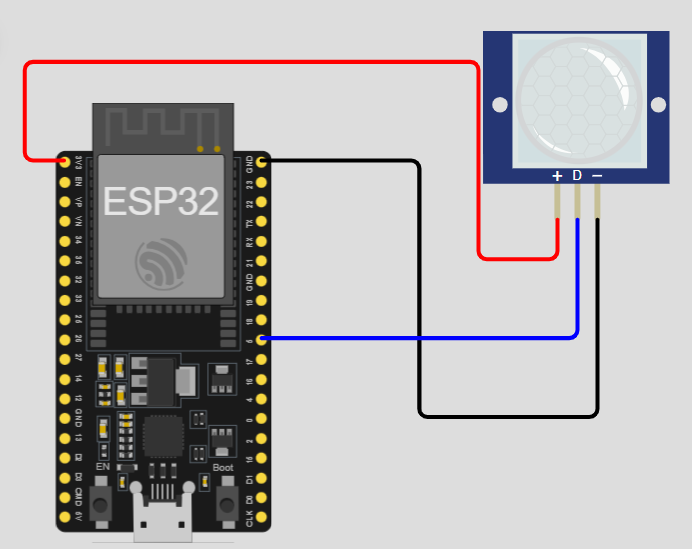 + D −
ESP32
3V3
EN
VP
VN
34
35
32
33
25
26
27
14
12
GND
13
D2
D3
CMD
5V
GND
23
22
TX
RX
21
GND
19
18
5
17
16
4
0
2
15
D1
D0
CLK
EN
Boot